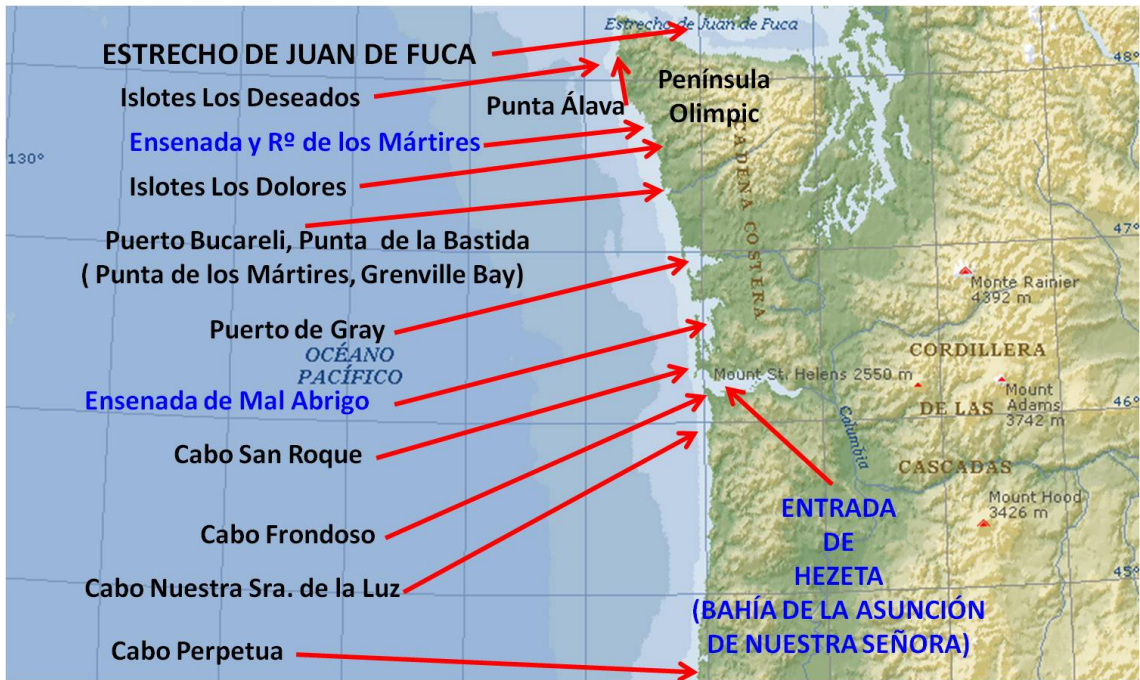 Estrecho de Juan de Fuca
ESTRECHO DE JUAN DE FUCA
48°
Islotes Los Deseados
Punta Álava
Península
Olimpic
Ensenada y Rº de los Mártires
130°
Islotes Los Dolores
CADENA COSTERA
Puerto Bucareli, Punta de la Bastida
( Punta de los Mártires, Grenville Bay)
47°
Monte Rainier
4392 m
Puerto de Gray
OCÉANO
PACÍFICO
CORDILLERA
Mount St. Helens 2550 m
Ensenada de Mal Abrigo
Mount
Adams
3742 m
46°
DE LAS
Columbia
Cabo San Roque
CASCADAS
Mount Hood
3426 m
Cabo Frondoso
ENTRADA
DE
HEZETA
(BAHÍA DE LA ASUNCIÓN
DE NUESTRA SEÑORA)
45°
Cabo Nuestra Sra. de la Luz
Cabo Perpetua